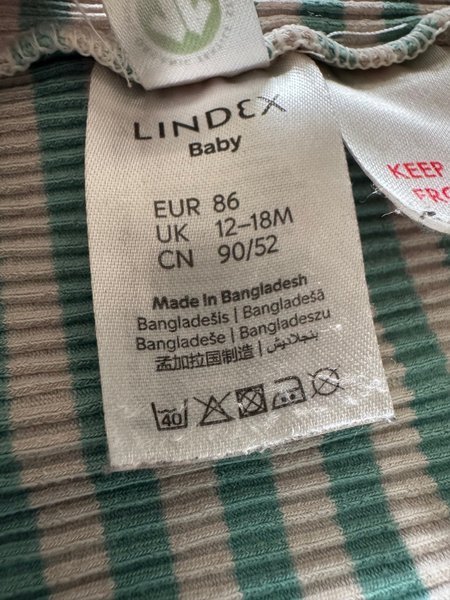 LINDEX
Baby
EUR 86
UK 12–18M
CN 90/52
Made in Bangladesh
Bangladešis | Bangladešā
Bangladeše | Bangladeszu
孟加拉国制造 | بنجلاديش
40
KEEP
FRO